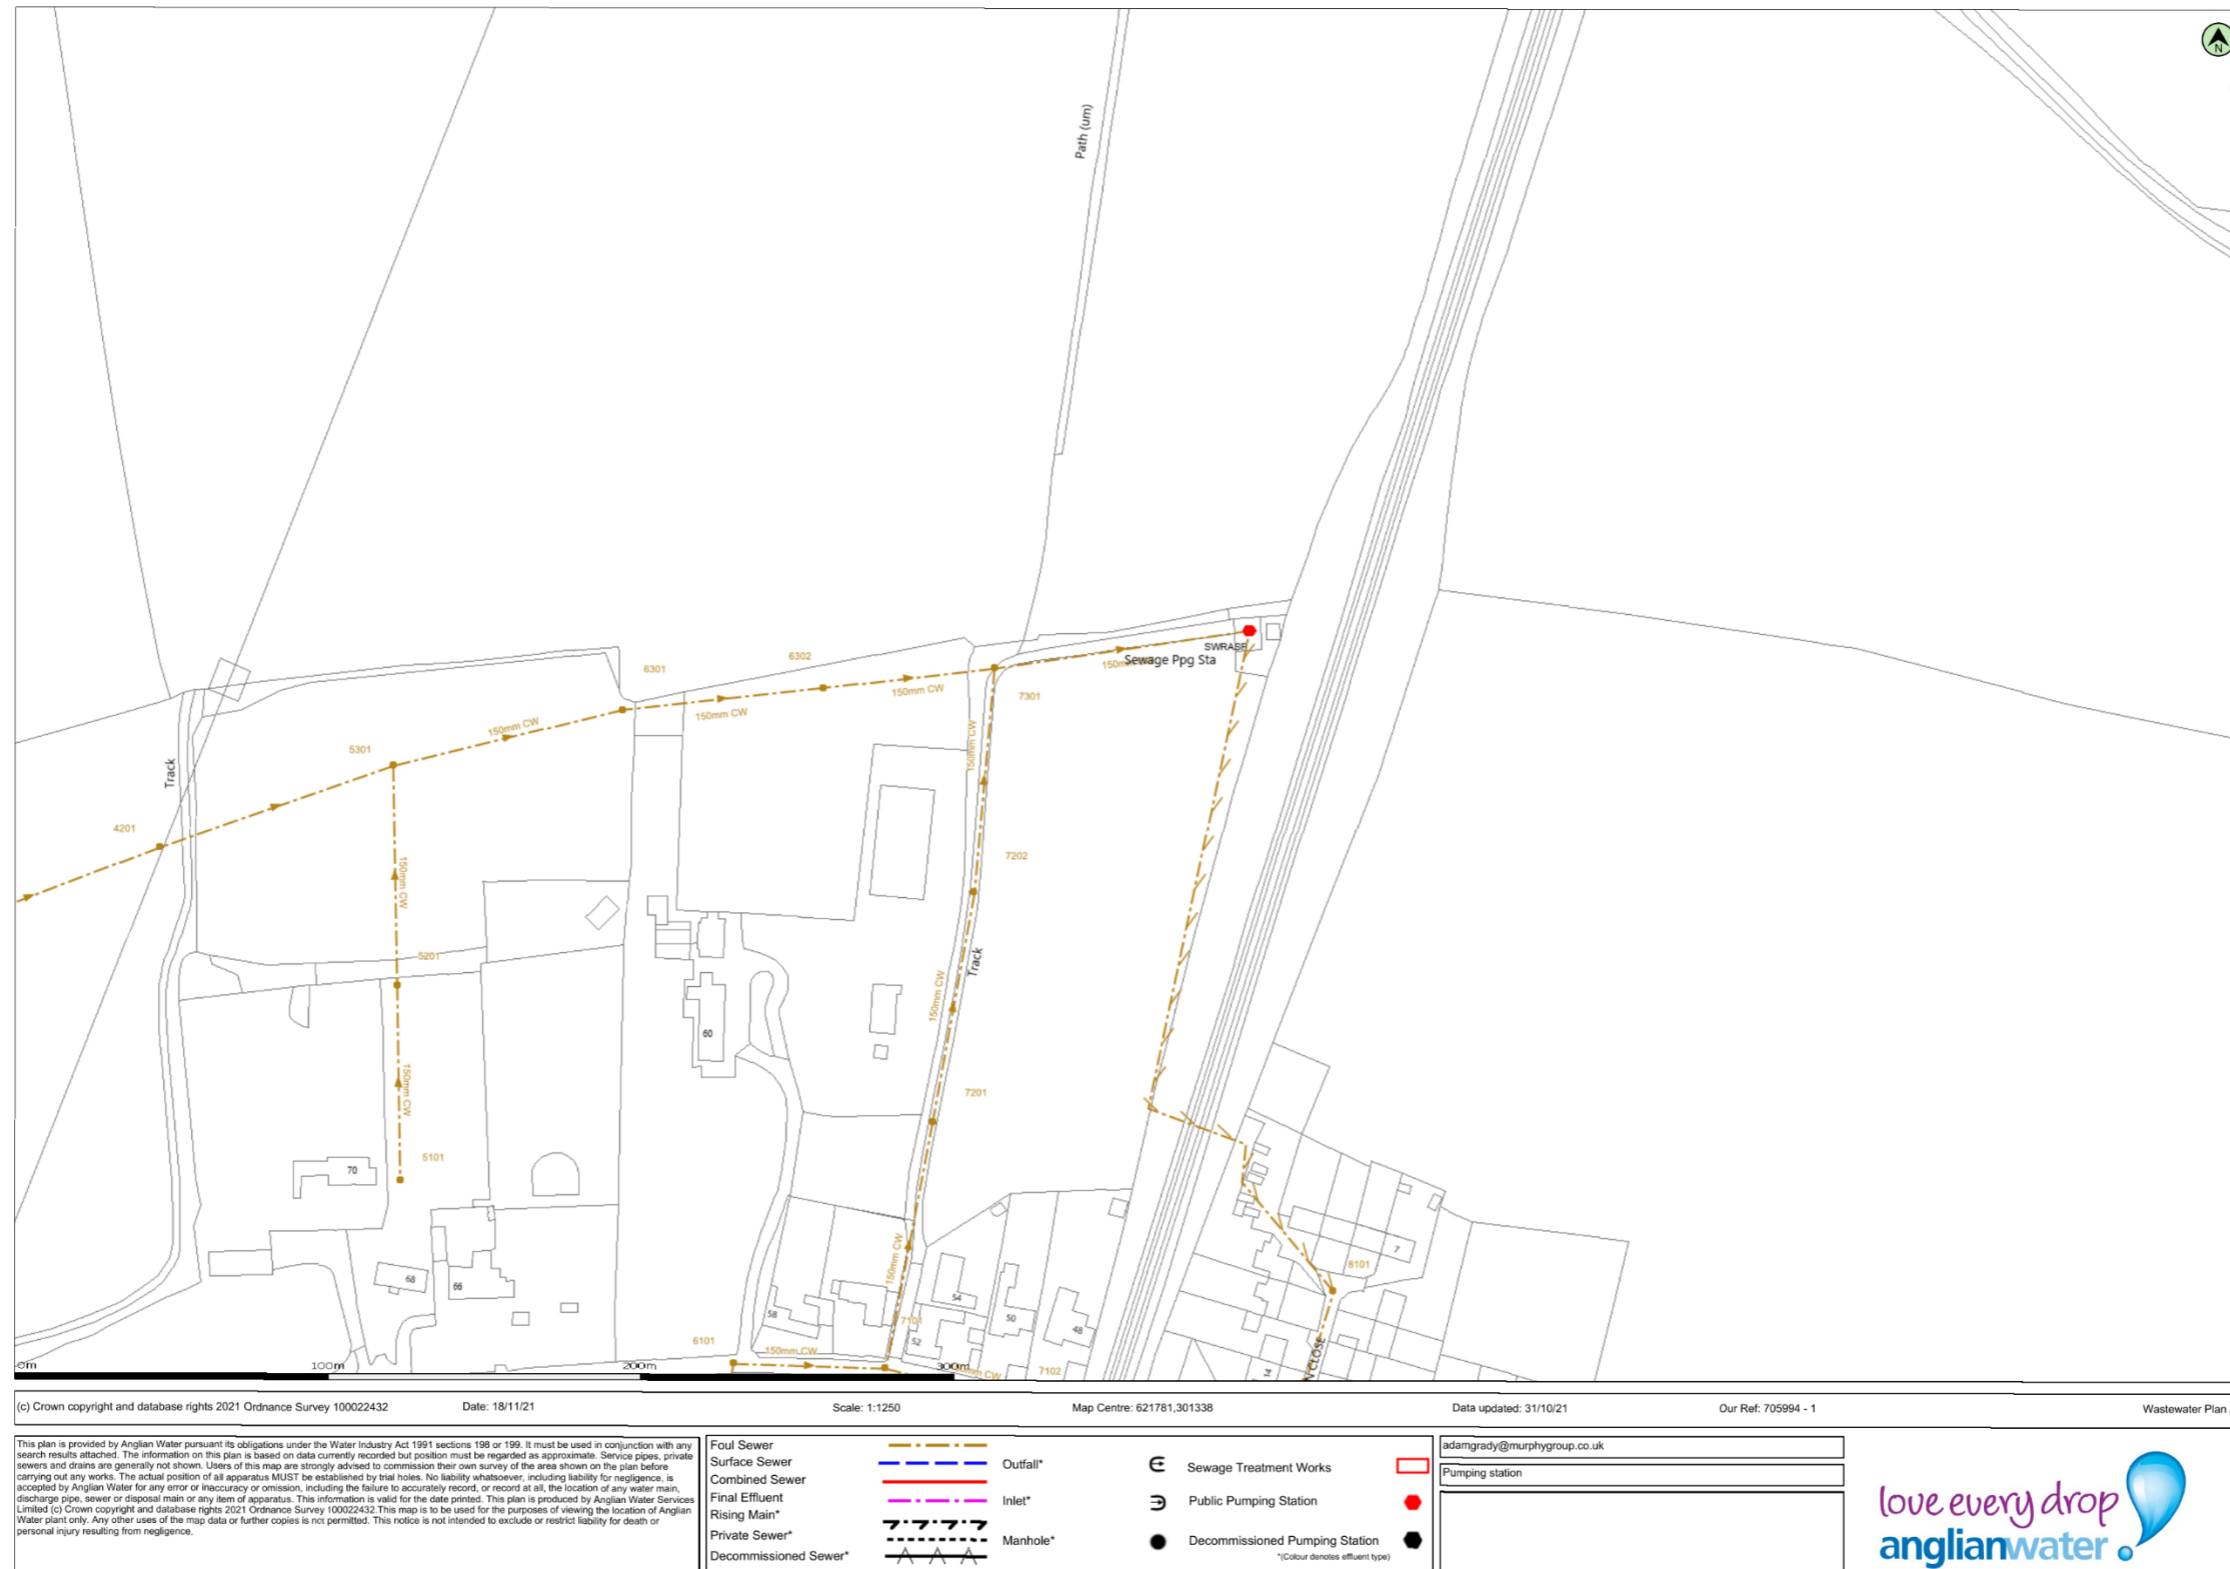 N
Path (um)
6301
6302
SWRASP
Sewage Ppg Sta
150mm CW
7301
150mm CW
150mm CW
150mm CW
5301
Track
4201
150mm CW
7202
150mm CW
5201
Track
150mm CW
60
7201
150mm CW
5101
70
68
66
150mm CW
58
54
50
48
52
7101
6101
150mm CW
7102
7
8101
14
0m
100m
200m
300m
(c) Crown copyright and database rights 2021 Ordnance Survey 100022432 Date: 18/11/21 Scale: 1:1250 Map Centre: 621781,301338 Data updated: 31/10/21 Our Ref: 705994 - 1 Wastewater Plan
This plan is provided by Anglian Water pursuant its obligations under the Water Industry Act 1991 sections 198 or 199. It must be used in conjunction with any
search results attached. The information on this plan is based on data currently recorded but position must be regarded as approximate. Service pipes, private
sewers and drains are generally not shown. Users of this map are strongly advised to commission their own survey of the area shown on the plan before
carrying out any works. The actual position of all apparatus MUST be established by trial holes. No liability whatsoever, including liability for negligence, is
accepted by Anglian Water for any error or inaccuracy or omission, including the failure to accurately record, or record at all, the location of any water main,
discharge pipe, sewer or disposal main or any item of apparatus. This information is valid for the date printed. This plan is produced by Anglian Water Services
Limited (c) Crown copyright and database rights 2021 Ordnance Survey 100022432.This map is to be used for the purposes of viewing the location of Anglian
Water plant only. Any other uses of the map data or further copies is not permitted. This notice is not intended to exclude or restrict liability for death or
personal injury resulting from negligence.
Foul Sewer
Surface Sewer
Combined Sewer
Final Effluent
Rising Main*
Private Sewer*
Decommissioned Sewer*
Outfall*
Inlet*
Manhole*
Sewage Treatment Works
Public Pumping Station
Decommissioned Pumping Station
*(Colour denotes effluent type)
adamgrady@murphygroup.co.uk
Pumping station
love every drop
anglianwater